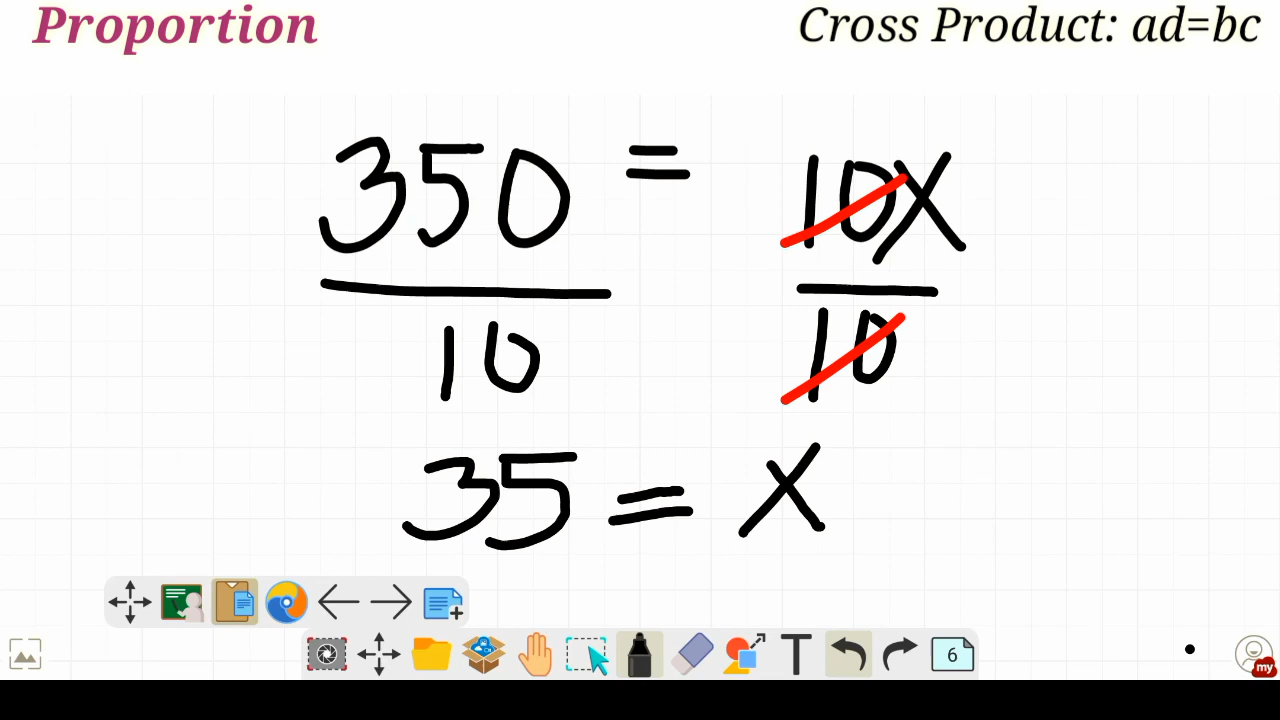 Proportion
Cross Product: ad=bc
350 = 10X
10 10
35 = X
T
6
my